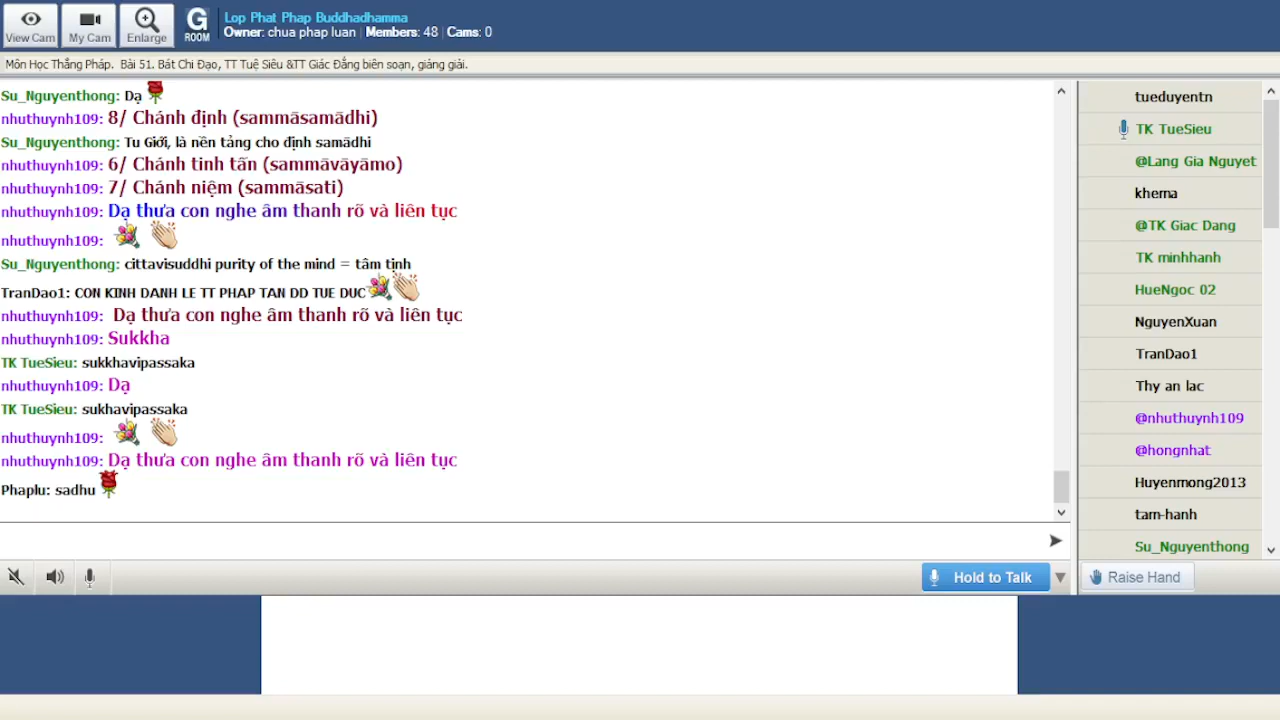 View Cam
My Cam
Enlarge
G
ROOM
Lop Phat Phap Buddhadhamma
Owner: chua phap luan | Members: 48 | Cams: 0
Môn Học Thắng Pháp. Bài 51. Bát Chi Đạo, TT Tuệ Siêu &TT Giác Đẳng biên soạn, giảng giải.
Su_Nguyenthong: Dạ
nhuthuynh109: 8/ Chánh định (sammāsamādhi)
Su_Nguyenthong: Tu Giới, là nền tảng cho định samādhi
nhuthuynh109: 6/ Chánh tinh tấn (sammāvāyāmo)
nhuthuynh109: 7/ Chánh niệm (sammāsati)
nhuthuynh109: Dạ thưa con nghe âm thanh rõ và liên tục
nhuthuynh109:
Su_Nguyenthong: cittavisuddhi purity of the mind = tâm tịnh
TranDao1: CON KINH DANH LE TT PHAP TAN DD TUE DUC
nhuthuynh109: Dạ thưa con nghe âm thanh rõ và liên tục
nhuthuynh109: Sukkha
TK TueSieu: sukkhavipassaka
nhuthuynh109: Dạ
TK TueSieu: sukhavipassaka
nhuthuynh109:
nhuthuynh109: Dạ thưa con nghe âm thanh rõ và liên tục
Phaplu: sadhu
tueduyentn
TK TueSieu
@Lang Gia Nguyet
khema
@TK Giac Dang
TK minhhanh
HueNgoc 02
NguyenXuan
TranDao1
Thy an lac
@nhuthuynh109
@hongnhat
Huyenmong2013
tam-hanh
Su_Nguyenthong
Hold to Talk
Raise Hand